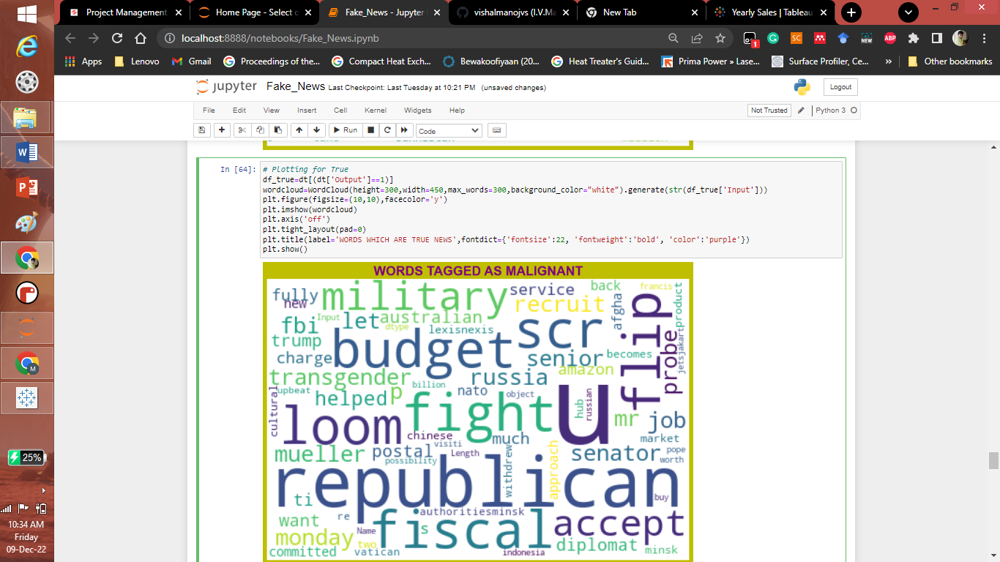 Project Management
Home Page - Select o
Fake_News - Jupyter
vishalmanojvs (I.V.Ma
New Tab
Yearly Sales | Tableau
localhost:8888/notebooks/Fake_News.ipynb
1
SC
NEW
ABP
Apps
Lenovo
Gmail
Proceedings of the...
Compact Heat Exch...
Bewakoofiyaan (20...
Heat Treater's Guid...
Prima Power » Lase...
Surface Profiler, Ce...
»
Other bookmarks
jupyter Fake_News Last Checkpoint: Last Tuesday at 10:21 PM (unsaved changes)
Logout
File Edit View Insert Cell Kernel Widgets Help
Not Trusted
Python 3
Run
Code
In [64]:
# Plotting for True
df_true=dt[(dt['Output']==1)]
wordcloud=WordCloud(height=300,width=450,max_words=300,background_color="white").generate(str(df_true['Input']))
plt.figure(figsize=(10,10),facecolor='y')
plt.imshow(wordcloud)
plt.axis('off')
plt.tight_layout(pad=0)
plt.title(label='WORDS WHICH ARE TRUE NEWS',fontdict={'fontsize':22, 'fontweight':'bold', 'color':'purple'})
plt.show()
WORDS TAGGED AS MALIGNANT
fully
new
military
service
back
francis
recruit
afgha
product
fbi
Input
let
australian
dtype
lexisnexis
scr
flip
trump
budget
probe
jetsjakart
charge
senior
becomes
transgender
russia
amazon
upbeat
billion
cultural
helped
p
nato
object
hub
russian
u
loom
fight
mr
job
chinese
visiti
much
market
mueller
postal
Length
possibility
senator
pope
worth
withdrew
approach
republican
ti
buy
want
re
authoritiesminsk
accept
monday
Name
fiscal
s
two
diplomat
minsk
committed
vatican
indonesia
25%
10:34 AM
Friday
09-Dec-22